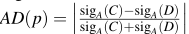 AD(p) = | (sig_A(C) − sig_A(D)) / (sig_A(C) + sig_A(D)) |